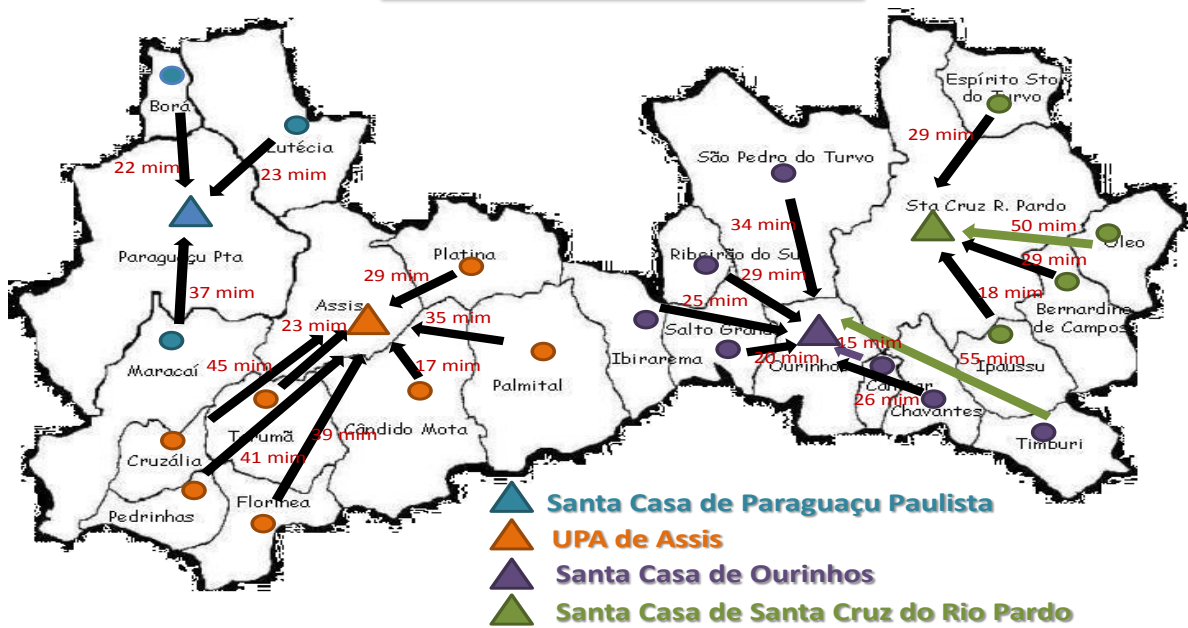 Espírito Sto
do Turvo
Borá
29 mim
Lutécia
São Pedro do Turvo
22 mim
23 mim
Sta Cruz R. Pardo
34 mim
50 mim
Óleo
Paraguaçu Pta
Platina
Ribeirão do Sul
29 mim
29 mim
29 mim
37 mim
18 mim
Assis
25 mim
Bernardino
de Campos
35 mim
23 mim
Salto Grande
15 mim
Ibirarema
20 mim
55 mim
Maracaí
45 mim
17 mim
Ourinhos
Ipaussu
Palmital
Canitar
26 mim
Chavantes
Tarumã
39 mim
Cândido Mota
Timburi
Cruzália
41 mim
Florínea
Pedrinhas
Santa Casa de Paraguaçu Paulista
UPA de Assis
Santa Casa de Ourinhos
Santa Casa de Santa Cruz do Rio Pardo